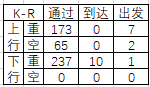 K-R 通过 到达 出发
上行 重 173 0 7
空 65 0 2
下行 重 237 10 1
空 0 0 0